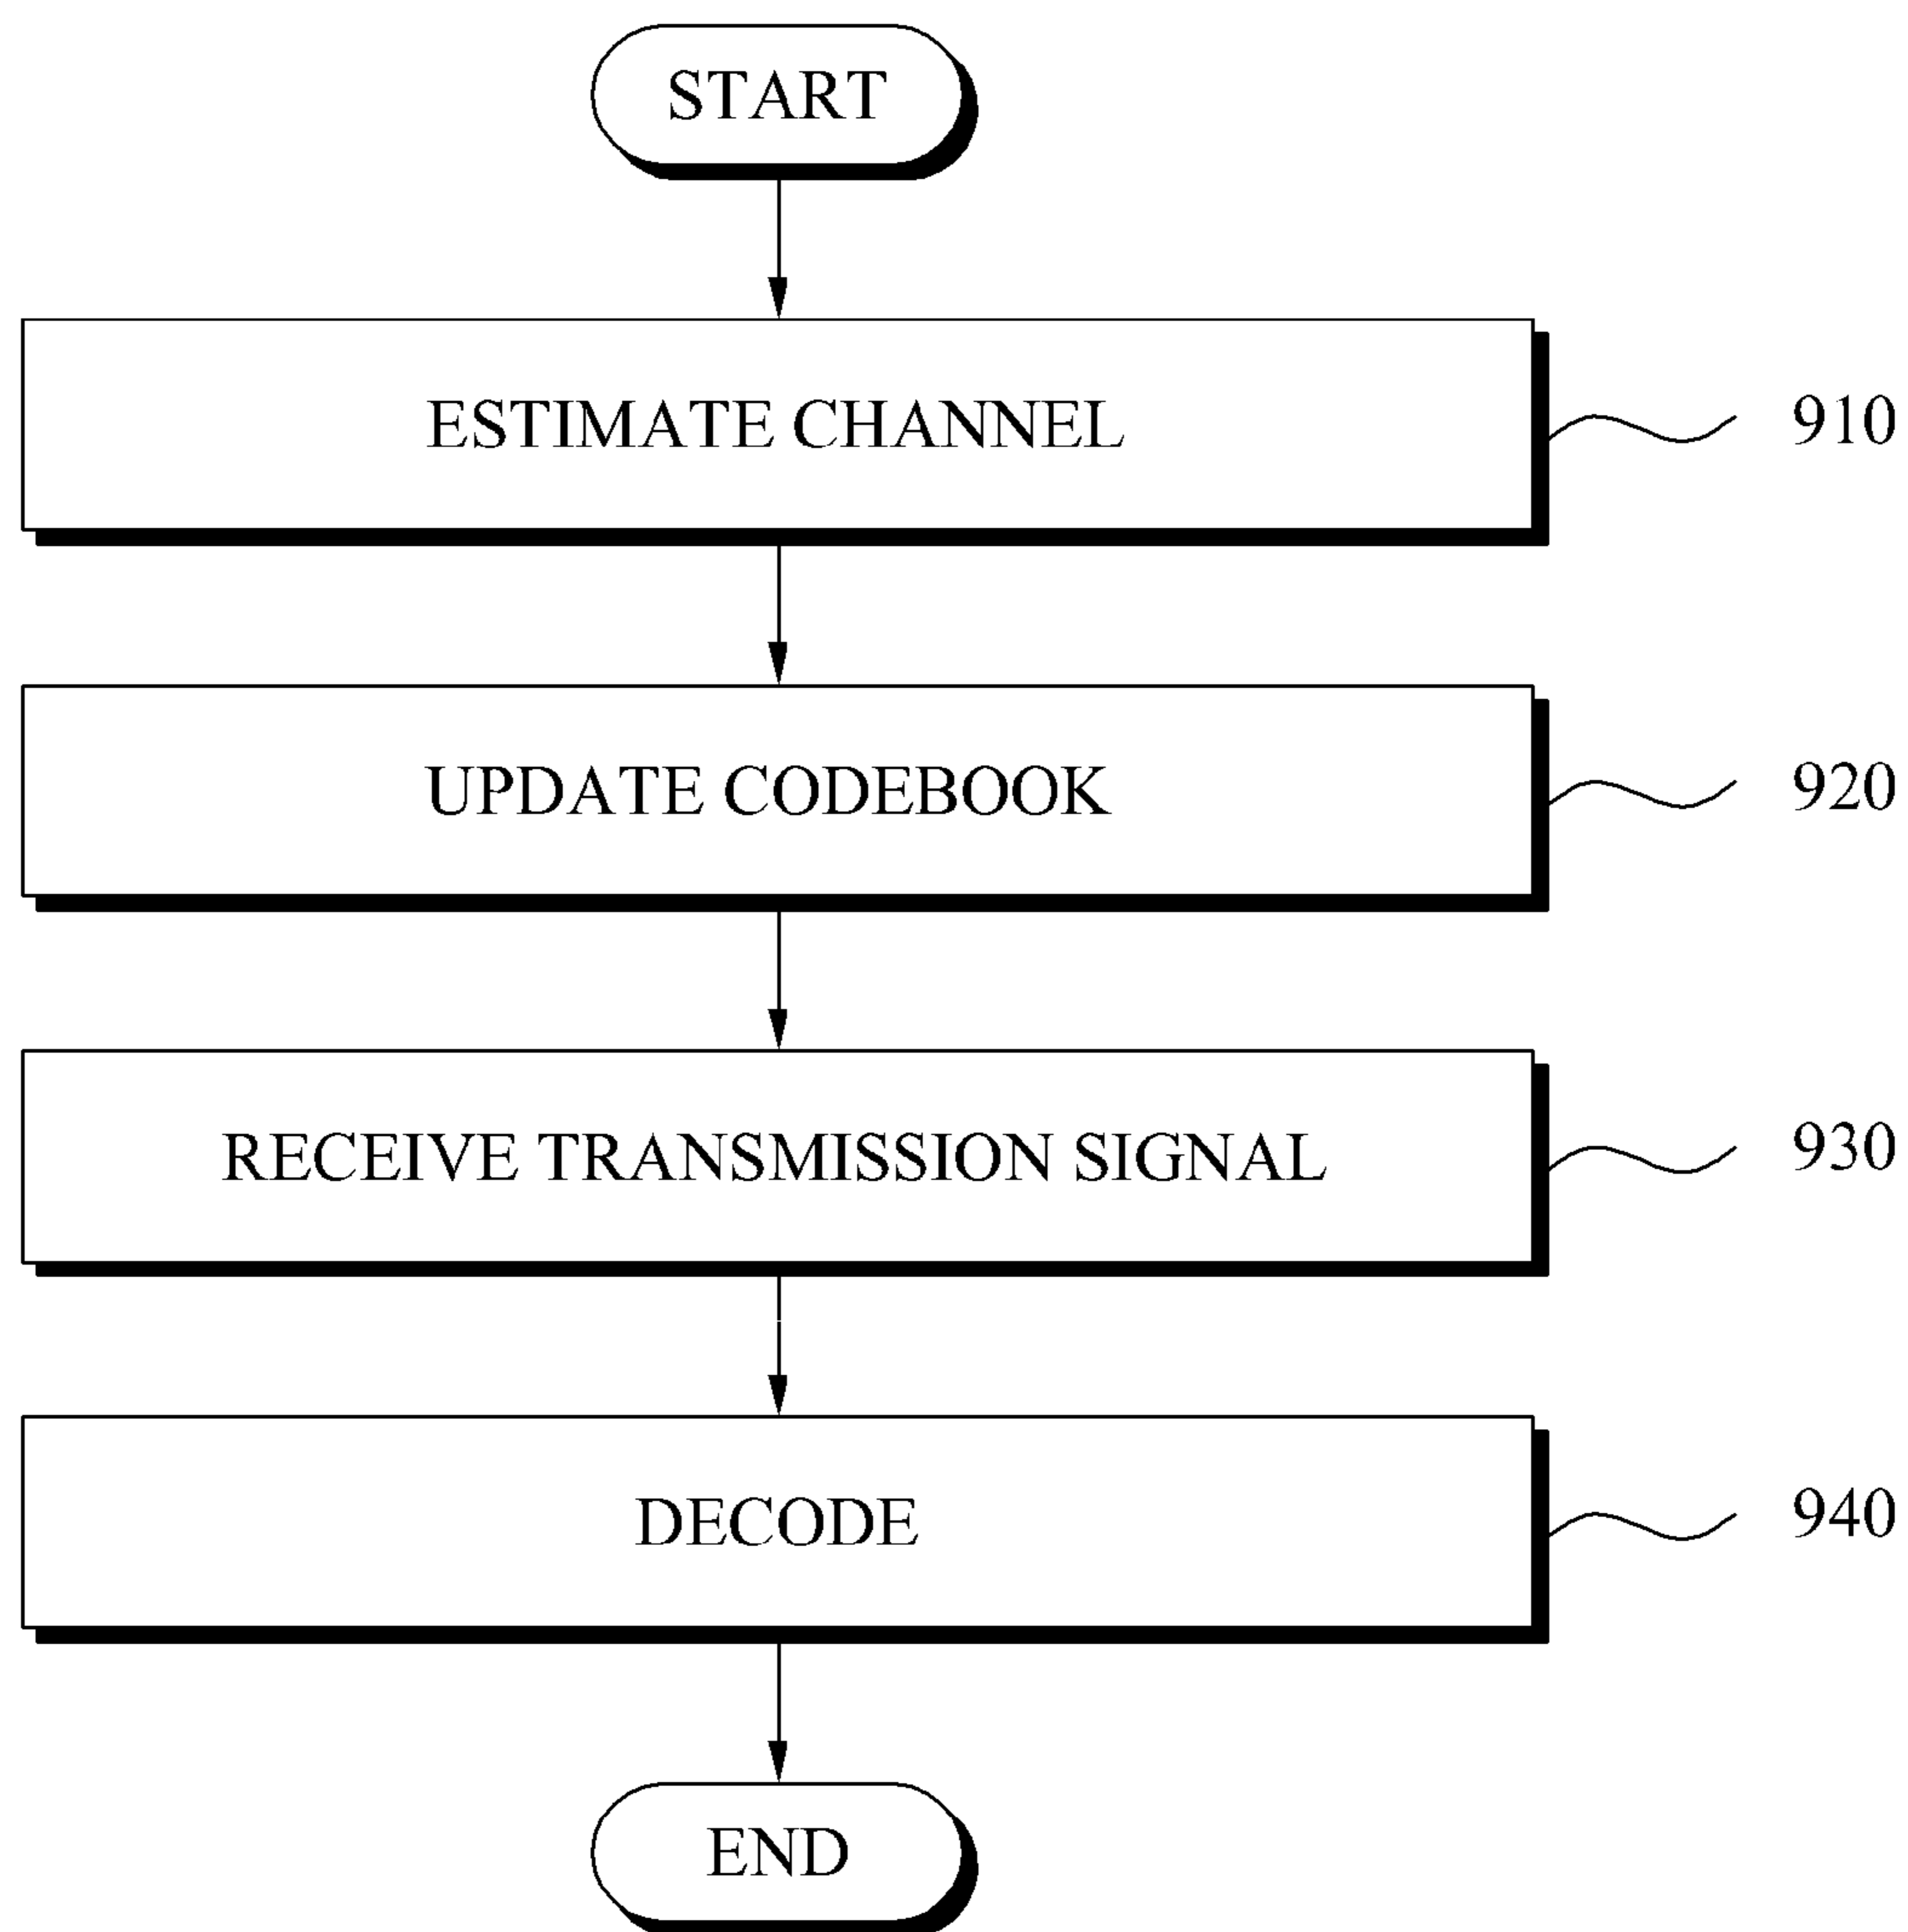 START
ESTIMATE CHANNEL 910
UPDATE CODEBOOK 920
RECEIVE TRANSMISSION SIGNAL 930
DECODE 940
END